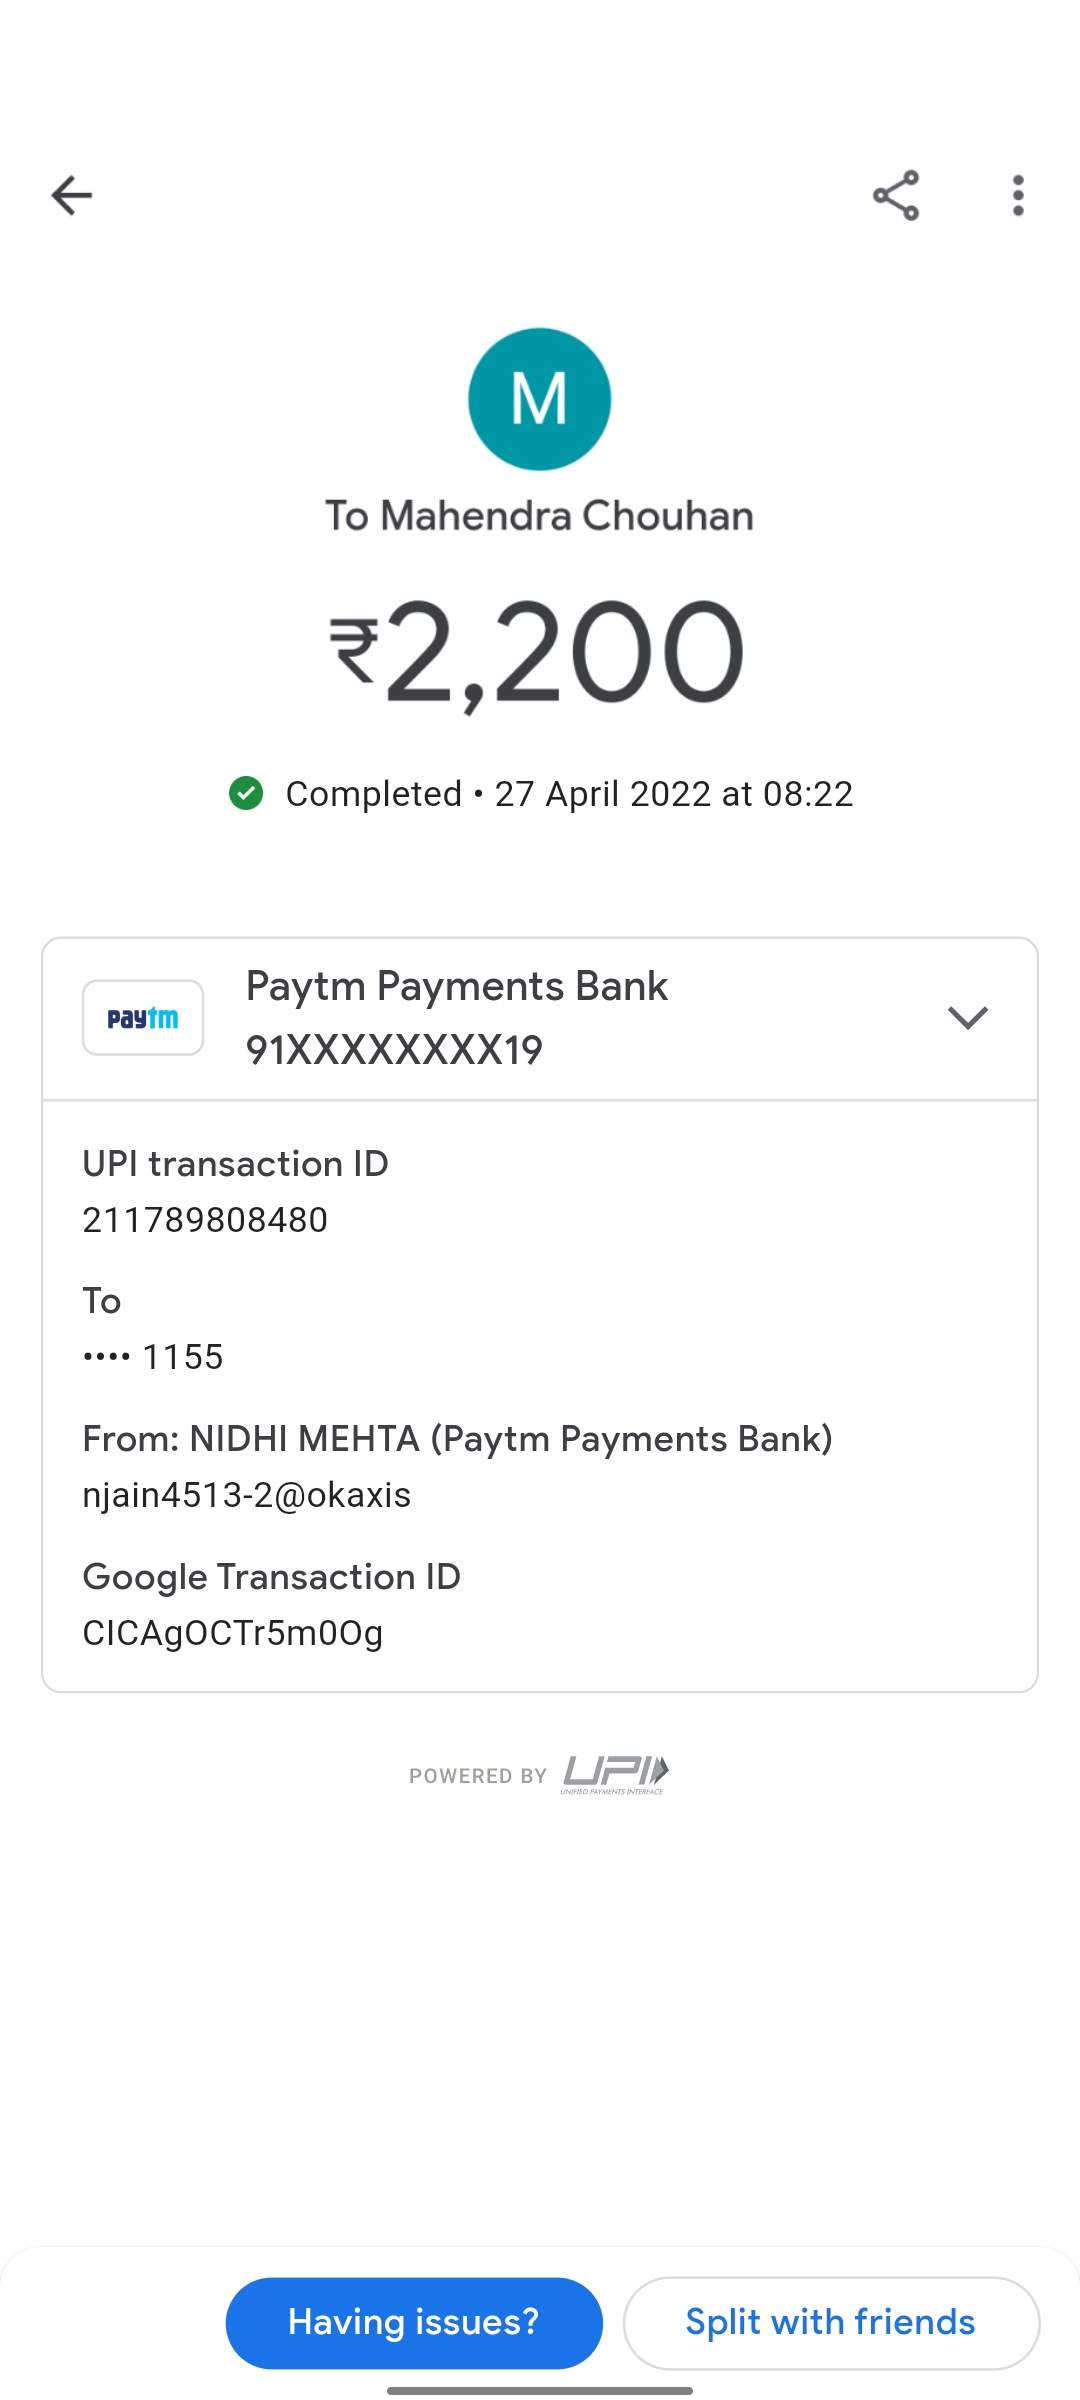 M
To Mahendra Chouhan
₹2,200
Completed • 27 April 2022 at 08:22
paytm
Paytm Payments Bank
91XXXXXXXX19
UPI transaction ID
211789808480
To
•••• 1155
From: NIDHI MEHTA (Paytm Payments Bank)
njain4513-2@okaxis
Google Transaction ID
CICAgOCTr5m0Og
POWERED BY UPI
UNIFIED PAYMENTS INTERFACE
Having issues?
Split with friends